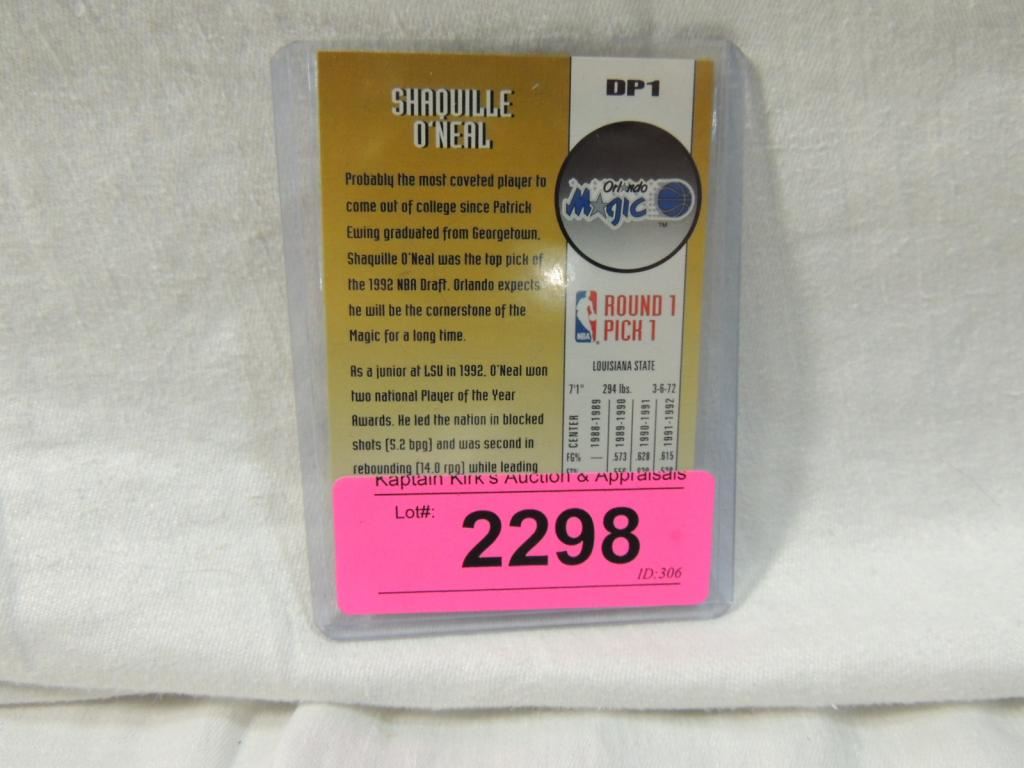 SHAQUILLE
O'NEAL
Probably the most coveted player to
come out of college since Patrick
Ewing graduated from Georgetown,
Shaquille O'Neal was the top pick of
the 1992 NBA Draft. Orlando expects
he will be the cornerstone of the
Magic for a long time.
As a junior at LSU in 1992, O'Neal won
two national Player of the Year
Awards. He led the nation in blocked
shots (5.2 bpg) and was second in
rebounding (14.0 rpg) while leading
DP1
Orlando
Magic
TM
NBA
ROUND 1
PICK 1
LOUISIANA STATE
7'1" 294 lbs. 3-6-72
CENTER 1988-1989 1989-1990 1990-1991 1991-1992
FG% — .573 .628 .615
Kaptain Kirk's Auction & Appraisals
Lot#: 2298
ID:306